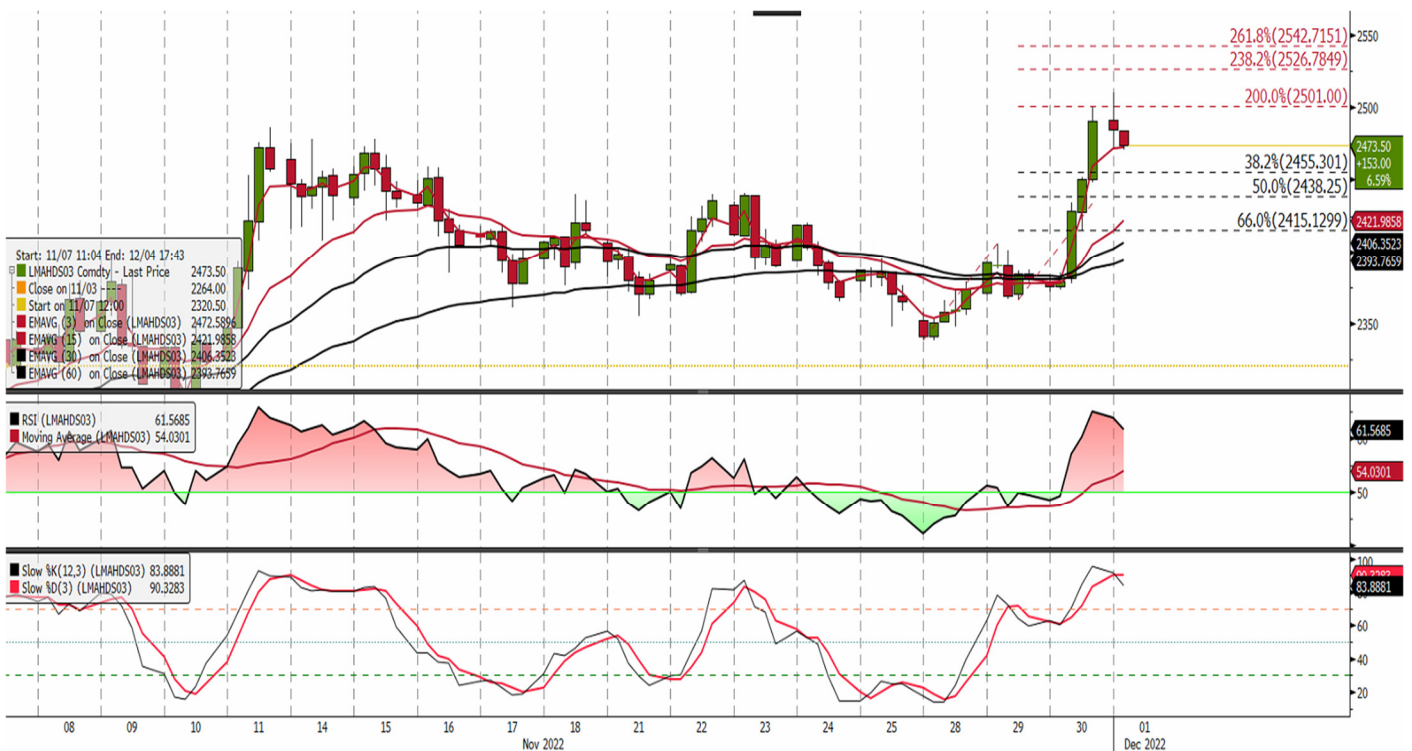 261.8%(2542.7151)
238.2%(2526.7849)
200.0%(2501.00)
38.2%(2455.301)
50.0%(2438.25)
66.0%(2415.1299)
2550
2500
2473.50
+153.00
6.59%
2421.9858
2406.3523
2393.7659
2350
Start: 11/07 11:04 End: 12/04 17:43
LMAHDS03 Comdty - Last Price 2473.50
Close on 11/03 ---- 2264.00
Start on 11/07 12:00 2320.50
EMAVG (3) on Close (LMAHDS03) 2472.5896
EMAVG (15) on Close (LMAHDS03) 2421.9858
EMAVG (30) on Close (LMAHDS03) 2406.3523
EMAVG (60) on Close (LMAHDS03) 2393.7659
RSI (LMAHDS03) 61.5685
Moving Average (LMAHDS03) 54.0301
61.5685
54.0301
50
Slow %K(12,3) (LMAHDS03) 83.8881
Slow %D(3) (LMAHDS03) 90.3283
100
83.8881
60
40
20
08 09 10 11 14 15 16 17 18 21 22 23 24 25 28 29 30 01
Nov 2022 Dec 2022